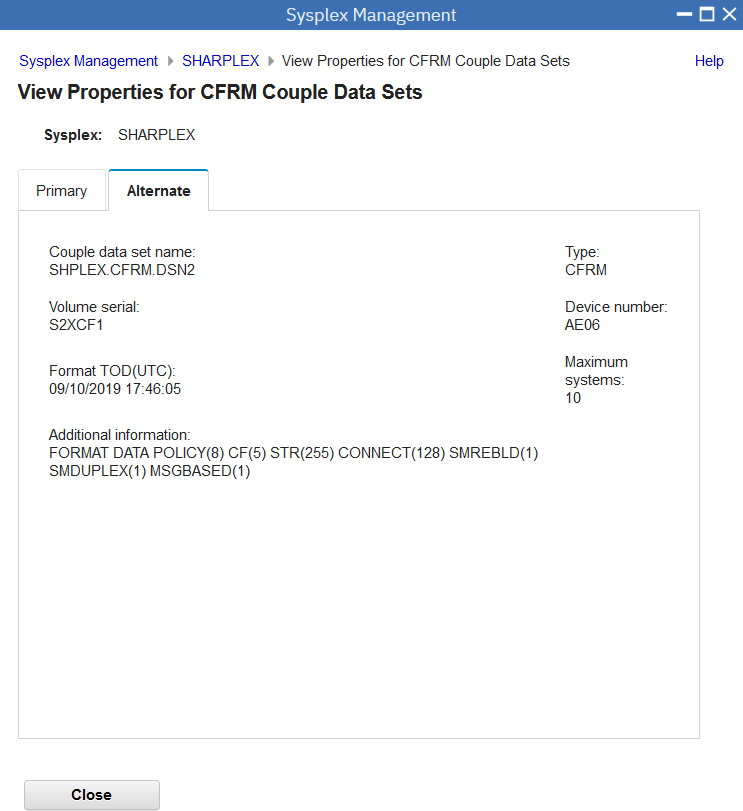 Sysplex Management
Sysplex Management SHARPLEX View Properties for CFRM Couple Data Sets Help
View Properties for CFRM Couple Data Sets
Sysplex: SHARPLEX
Primary Alternate
Couple data set name: Type:
SHPLEX.CFRM.DSN2 CFRM
Volume serial: Device number:
S2XCF1 AE06
Format TOD(UTC):
09/10/2019 17:46:05
Maximum
systems:
10
Additional information:
FORMAT DATA POLICY(8) CF(5) STR(255) CONNECT(128) SMREBLD(1)
SMDUPLEX(1) MSGBASED(1)
Close